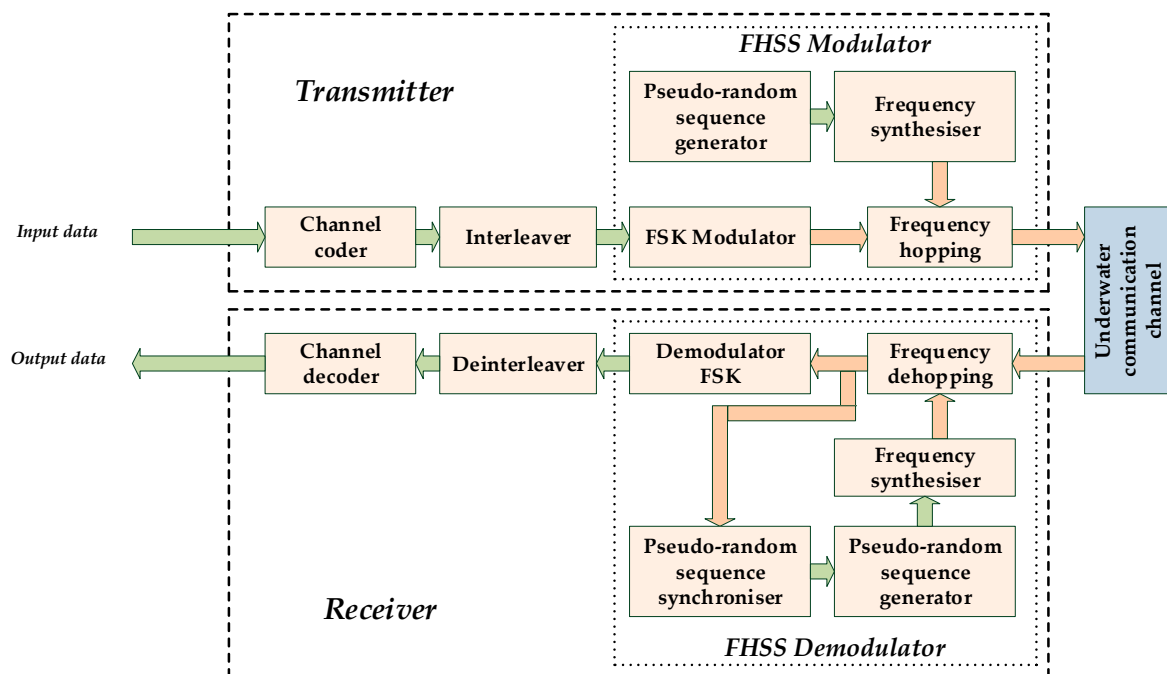 FHSS Modulator
Transmitter
Pseudo-random
sequence
generator
Frequency
synthesiser
Input data
Channel
coder
Interleaver
FSK Modulator
Frequency
hopping
Underwater
communication
channel
Output data
Channel
decoder
Deinterleaver
Demodulator
FSK
Frequency
dehopping
Frequency
synthesiser
Pseudo-random
sequence
synchroniser
Pseudo-random
sequence
generator
Receiver
FHSS Demodulator